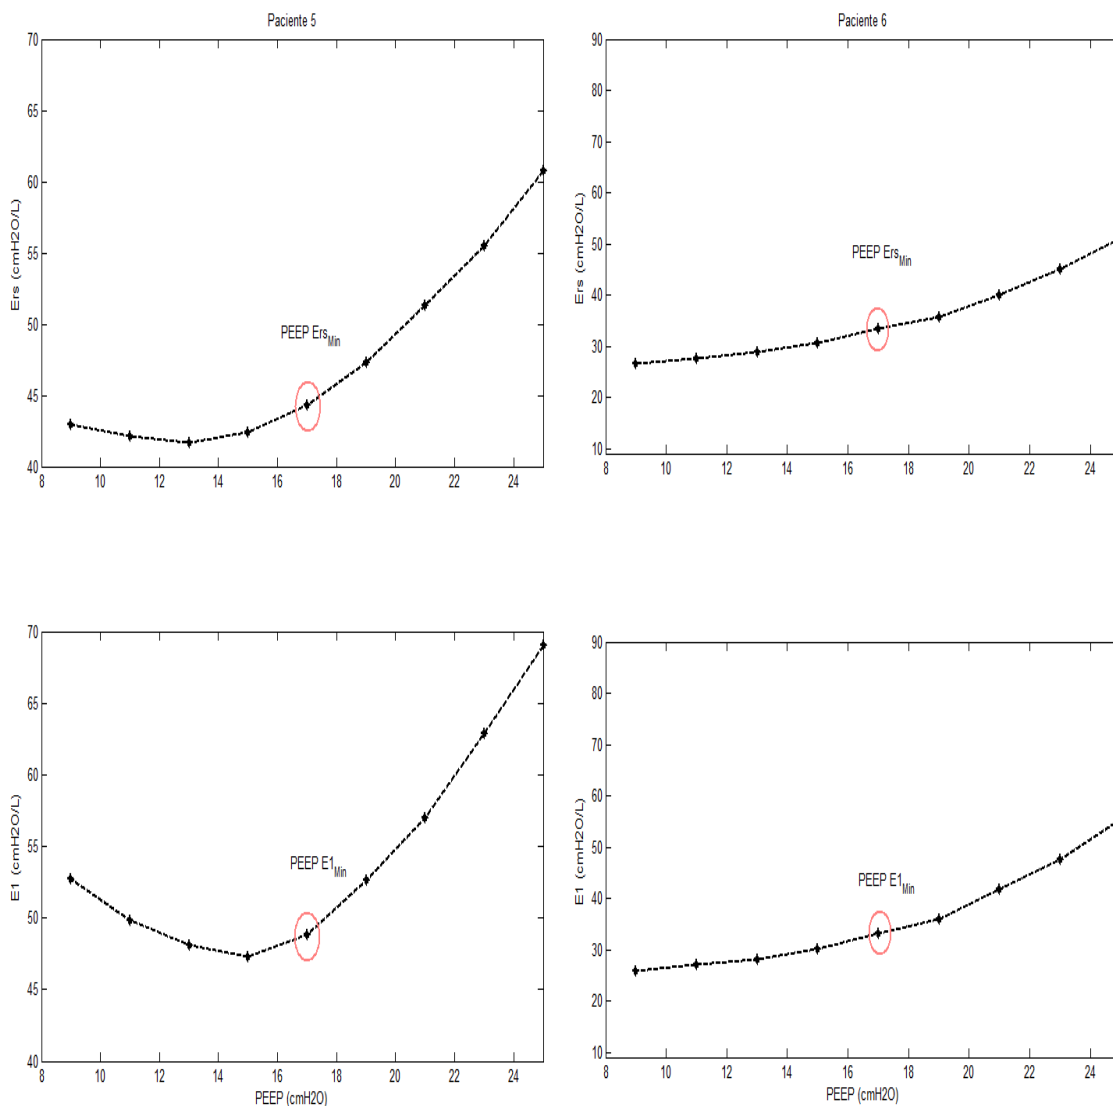 Paciente 5
70
65
60
55
50
45
40
Ers (cmH2O/L)
PEEP Ers_Min
8 10 12 14 16 18 20 22 24
Paciente 6
90
80
70
60
50
40
30
20
10
Ers (cmH2O/L)
PEEP Ers_Min
8 10 12 14 16 18 20 22 24
70
65
60
55
50
45
40
E1 (cmH2O/L)
PEEP E1_Min
8 10 12 14 16 18 20 22 24
PEEP (cmH2O)
90
80
70
60
50
40
30
20
10
E1 (cmH2O/L)
PEEP E1_Min
8 10 12 14 16 18 20 22 24
PEEP (cmH2O)